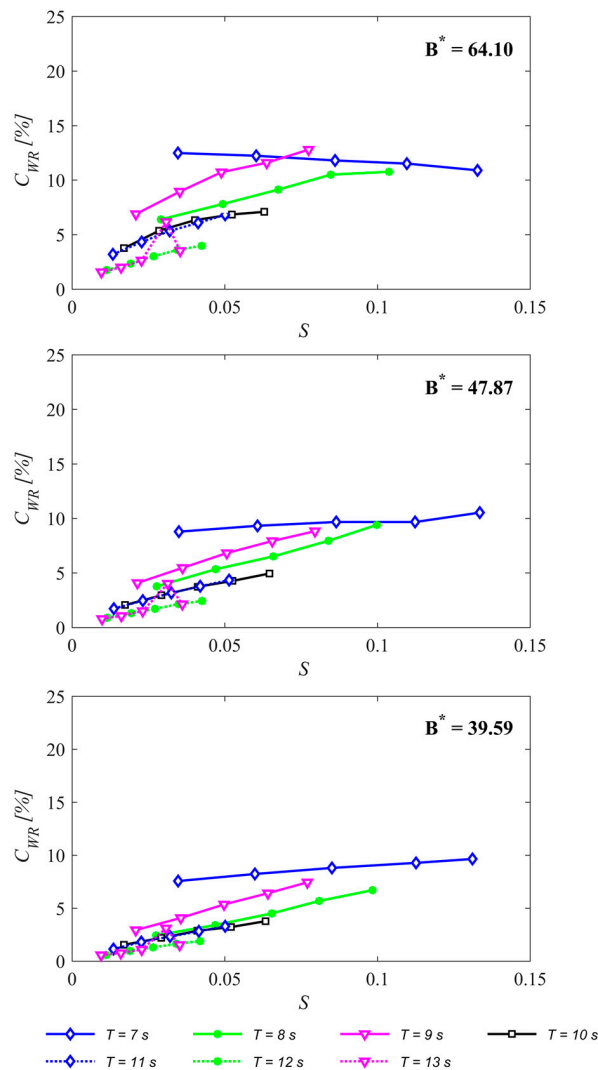 25
B* = 64.10
20
15
C_WR [%]
10
5
0
0 0.05 0.1 0.15
S
25
B* = 47.87
20
15
C_WR [%]
10
5
0
0 0.05 0.1 0.15
S
25
B* = 39.59
20
15
C_WR [%]
10
5
0
0 0.05 0.1 0.15
S
T = 7 s T = 8 s T = 9 s T = 10 s
T = 11 s T = 12 s T = 13 s